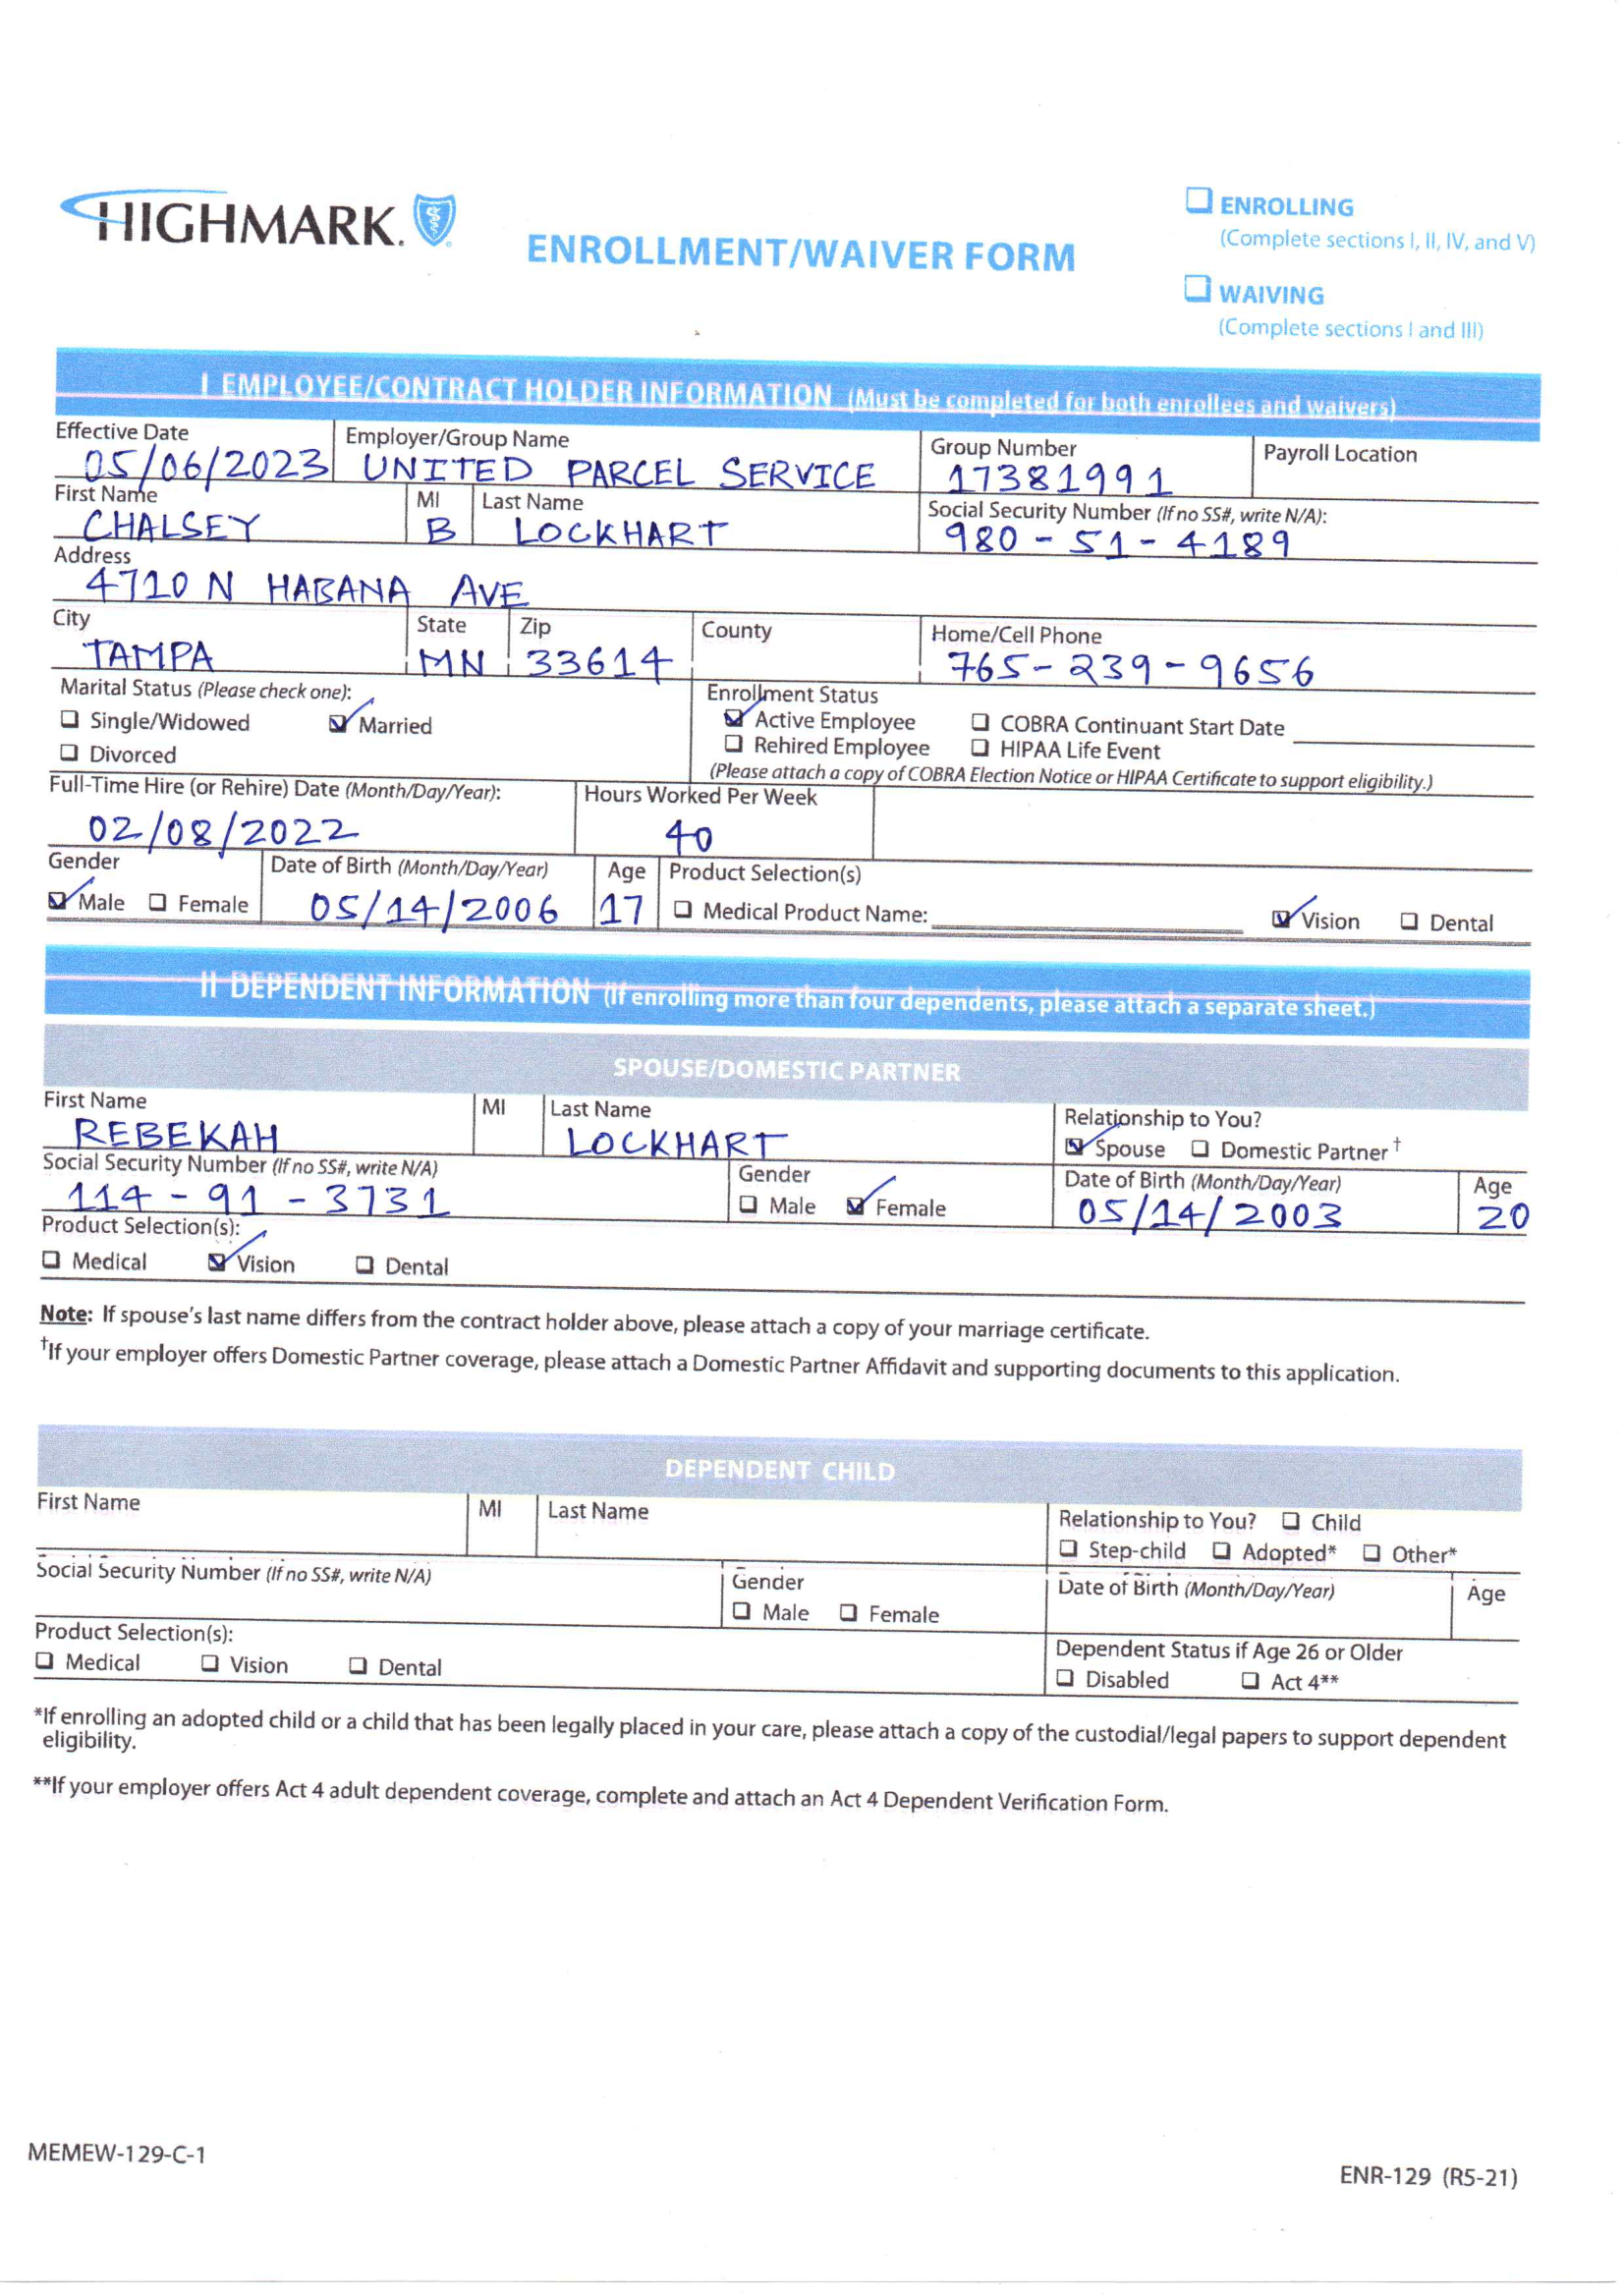 HIGHMARK.
ENROLLMENT/WAIVER FORM
❏ ENROLLING
(Complete sections I, II, IV, and V)
❏ WAIVING
(Complete sections I and III)
I EMPLOYEE/CONTRACT HOLDER INFORMATION (Must be completed for both enrollees and waivers)
Effective Date Employer/Group Name Group Number Payroll Location
05/06/2023 UNITED PARCEL SERVICE 17381991
First Name MI Last Name Social Security Number (If no SS#, write N/A):
CHALSEY B LOCKHART 980-51-4189
Address
4710 N HABANA AVE
City State Zip County Home/Cell Phone
TAMPA MN 33614 765-239-9656
Marital Status (Please check one): Enrollment Status
❏ Single/Widowed ☑ Married ☑ Active Employee ❏ COBRA Continuant Start Date
❏ Divorced ❏ Rehired Employee ❏ HIPAA Life Event
(Please attach a copy of COBRA Election Notice or HIPAA Certificate to support eligibility.)
Full-Time Hire (or Rehire) Date (Month/Day/Year): Hours Worked Per Week
02/08/2022 40
Gender Date of Birth (Month/Day/Year) Age Product Selection(s)
☑ Male ❏ Female 05/14/2006 17 ❏ Medical Product Name: ☑ Vision ❏ Dental
II DEPENDENT INFORMATION (If enrolling more than four dependents, please attach a separate sheet.)
SPOUSE/DOMESTIC PARTNER
First Name MI Last Name Relationship to You?
REBEKAH LOCKHART ☑ Spouse ❏ Domestic Partner†
Social Security Number (If no SS#, write N/A) Gender Date of Birth (Month/Day/Year) Age
114-91-3731 ❏ Male ☑ Female 05/14/2003 20
Product Selection(s):
❏ Medical ☑ Vision ❏ Dental
Note: If spouse's last name differs from the contract holder above, please attach a copy of your marriage certificate.
†If your employer offers Domestic Partner coverage, please attach a Domestic Partner Affidavit and supporting documents to this application.
DEPENDENT CHILD
First Name MI Last Name Relationship to You? ❏ Child
❏ Step-child ❏ Adopted* ❏ Other*
Social Security Number (If no SS#, write N/A) Gender Date of Birth (Month/Day/Year) Age
❏ Male ❏ Female
Product Selection(s): Dependent Status if Age 26 or Older
❏ Medical ❏ Vision ❏ Dental ❏ Disabled ❏ Act 4**
*If enrolling an adopted child or a child that has been legally placed in your care, please attach a copy of the custodial/legal papers to support dependent
eligibility.
**If your employer offers Act 4 adult dependent coverage, complete and attach an Act 4 Dependent Verification Form.
MEMEW-129-C-1
ENR-129 (R5-21)